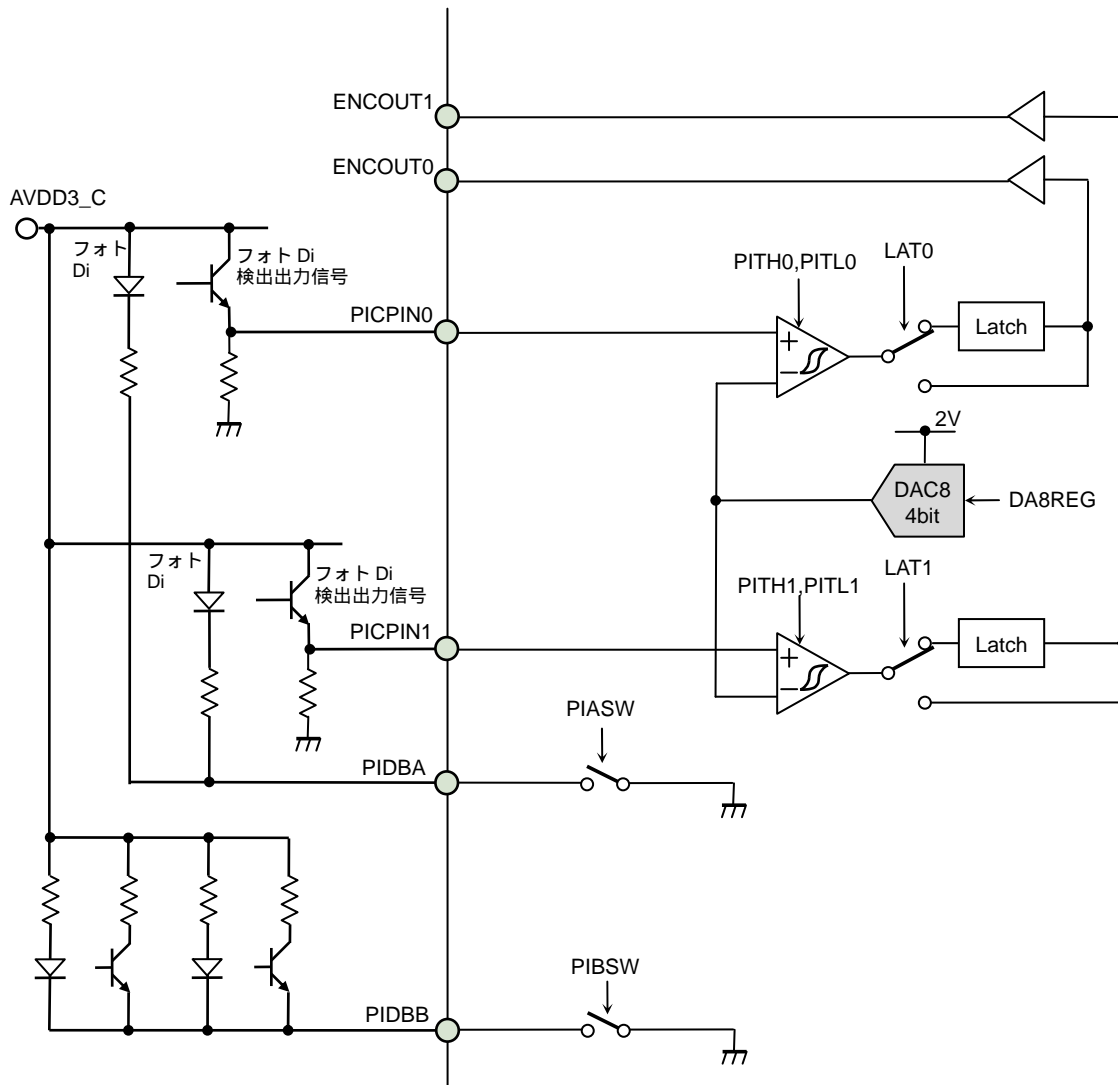 ENCOUT1
ENCOUT0
AVDD3_C
フォト
Di
フォト Di
検出出力信号
PICPIN0
PITH0,PITL0
LAT0
Latch
2V
DAC8
4bit
DA8REG
フォト
Di
フォト Di
検出出力信号
PICPIN1
PITH1,PITL1
LAT1
Latch
PIASW
PIDBA
PIBSW
PIDBB